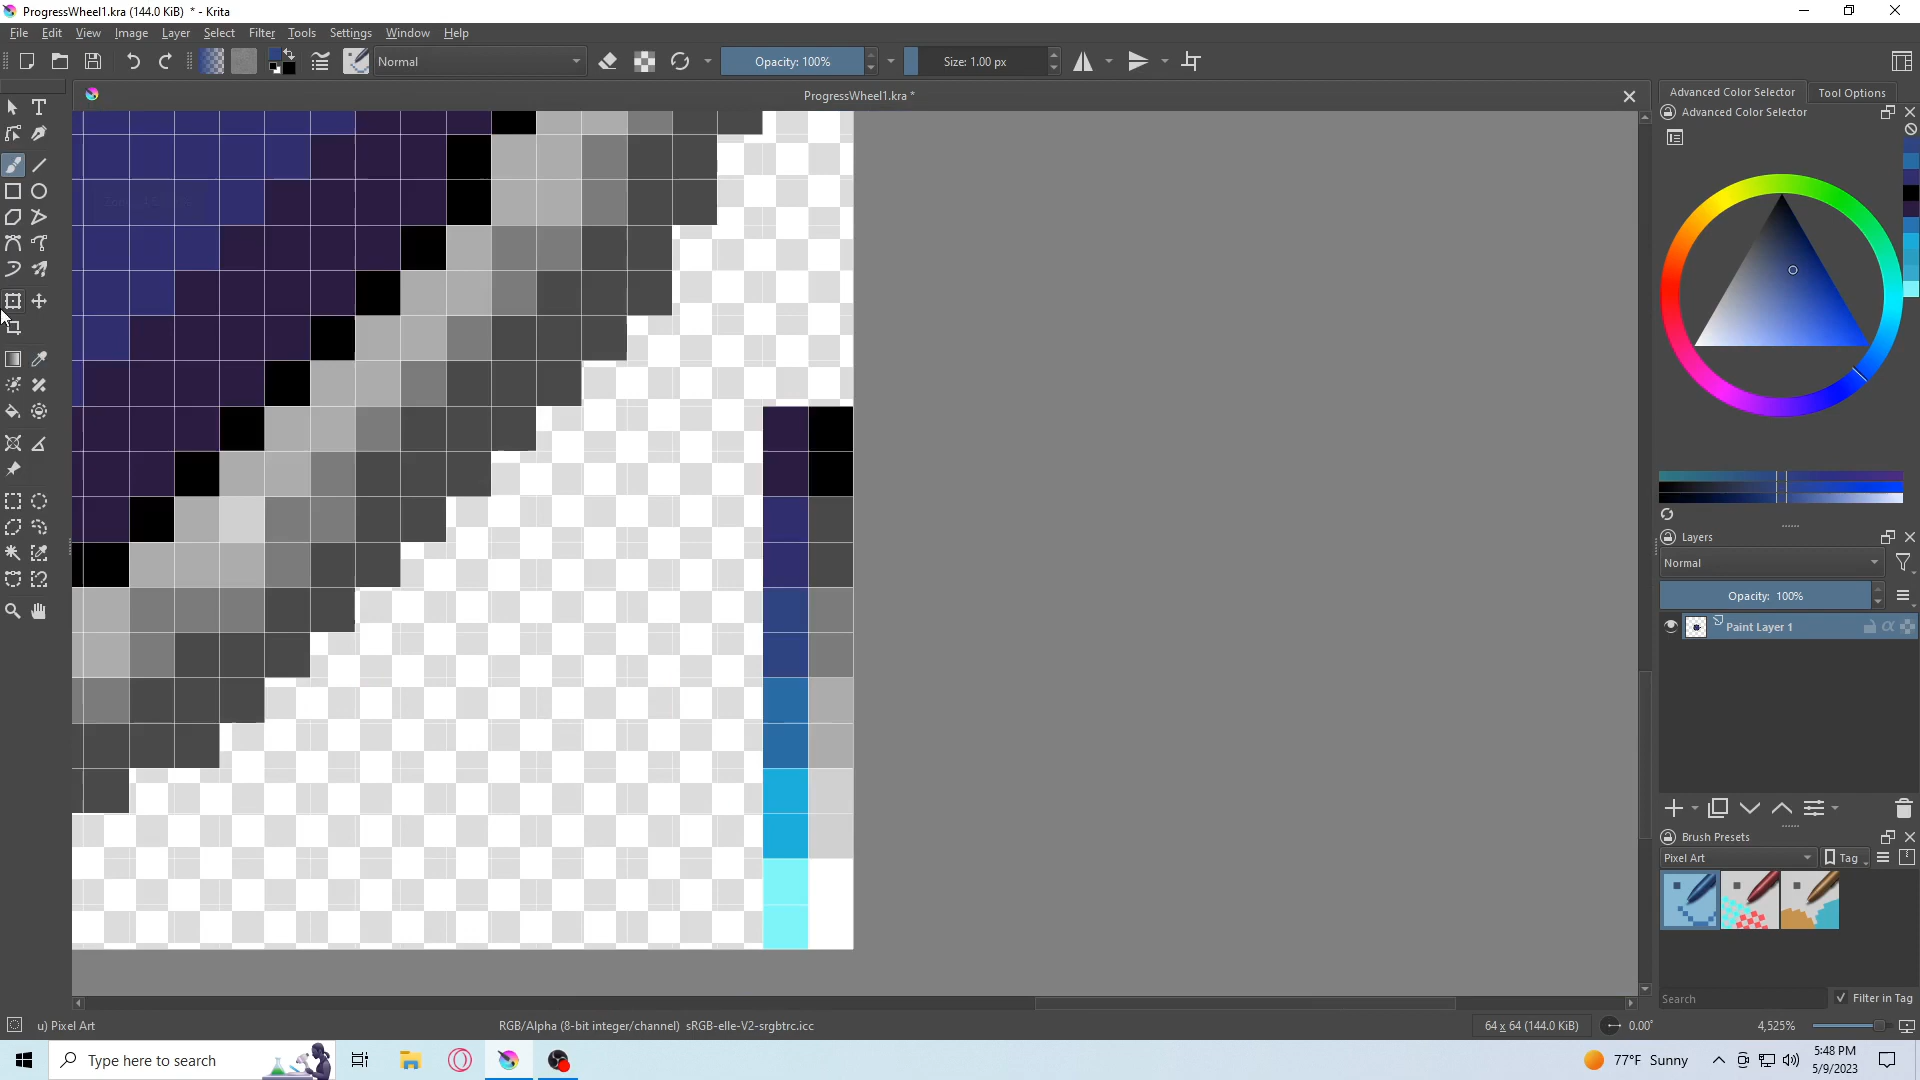 ProgressWheel1.kra (144.0 KiB) * - Krita
File Edit View Image Layer Select Filter Tools Settings Window Help
Normal
Opacity: 100%
Size: 1.00 px
ProgressWheel1.kra *
Advanced Color Selector
Tool Options
Advanced Color Selector
Layers
Normal
Opacity: 100%
Paint Layer 1
Brush Presets
Pixel Art
Tag
Search
Filter in Tag
u) Pixel Art
RGB/Alpha (8-bit integer/channel) sRGB-elle-V2-srgbtrc.icc
64 x 64 (144.0 KiB)
0.00°
4,525%
Type here to search
77°F Sunny
5:48 PM
5/9/2023